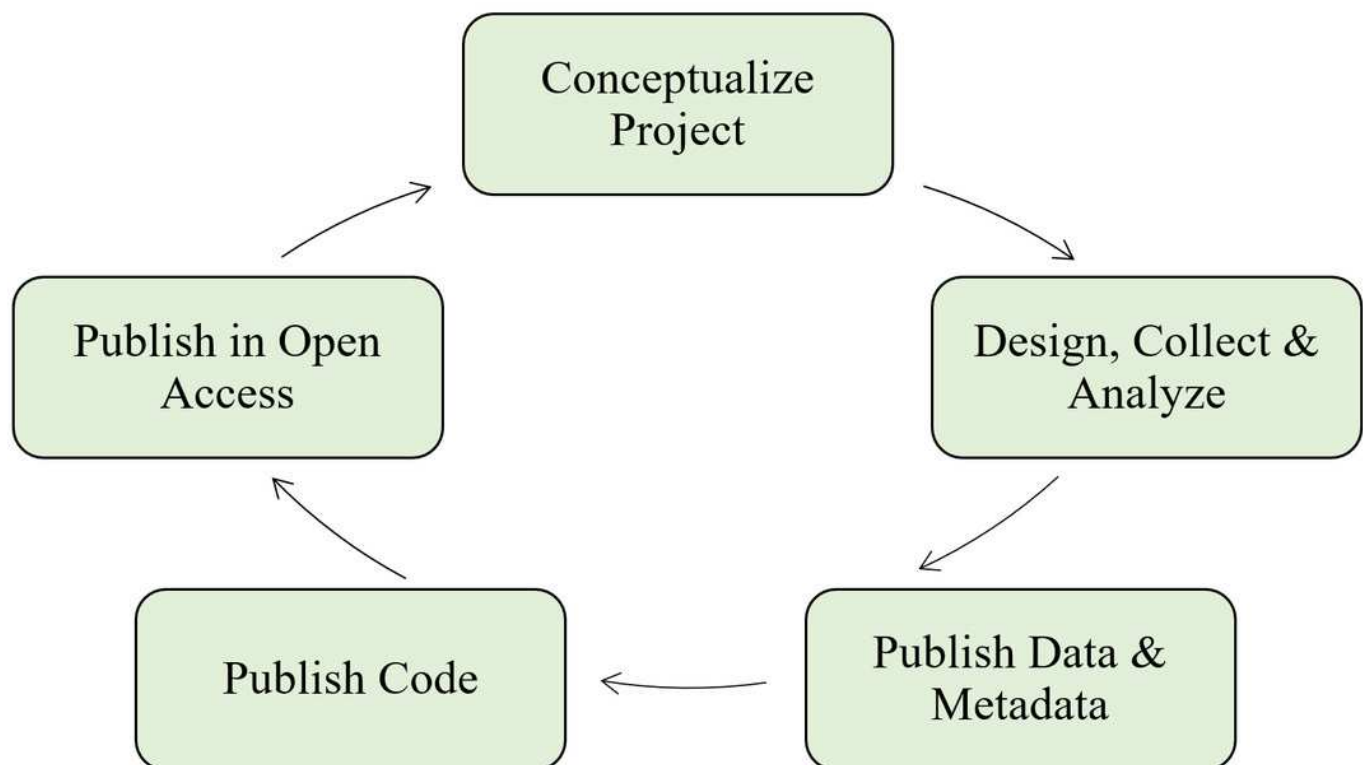 Conceptualize
Project
Design, Collect &
Analyze
Publish Data &
Metadata
Publish Code
Publish in Open
Access